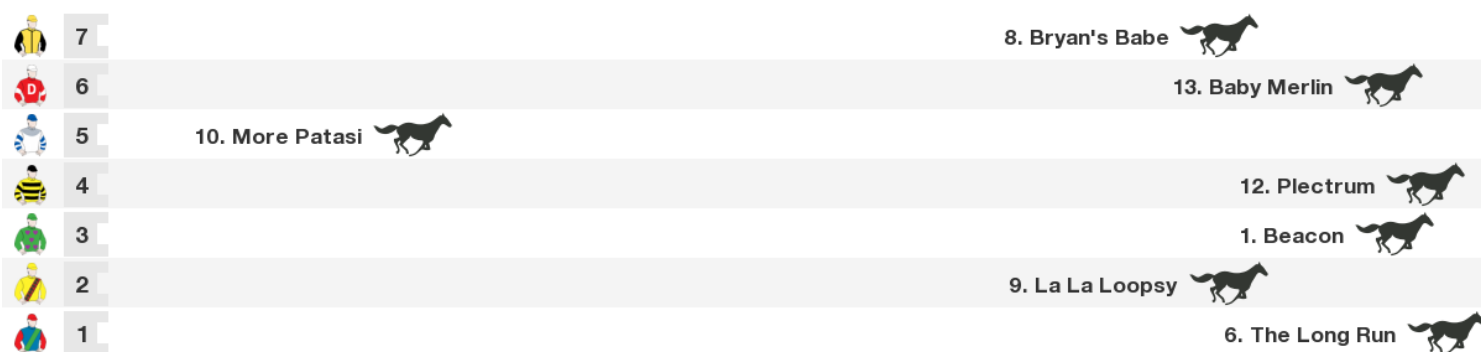 7 8. Bryan's Babe
D 6 13. Baby Merlin
5 10. More Patasi
4 12. Plectrum
3 1. Beacon
2 9. La La Loopsy
1 6. The Long Run